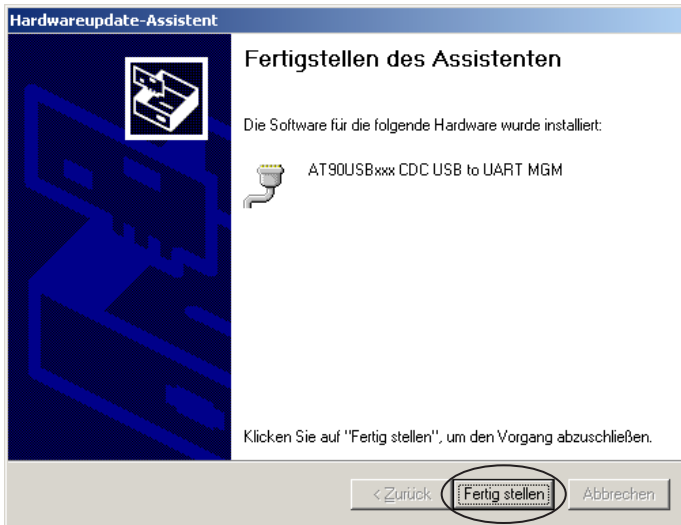 Hardwareupdate-Assistent
Fertigstellen des Assistenten
Die Software für die folgende Hardware wurde installiert:
AT90USBxxx CDC USB to UART MGM
Klicken Sie auf "Fertig stellen", um den Vorgang abzuschließen.
< Zurück Fertig stellen Abbrechen